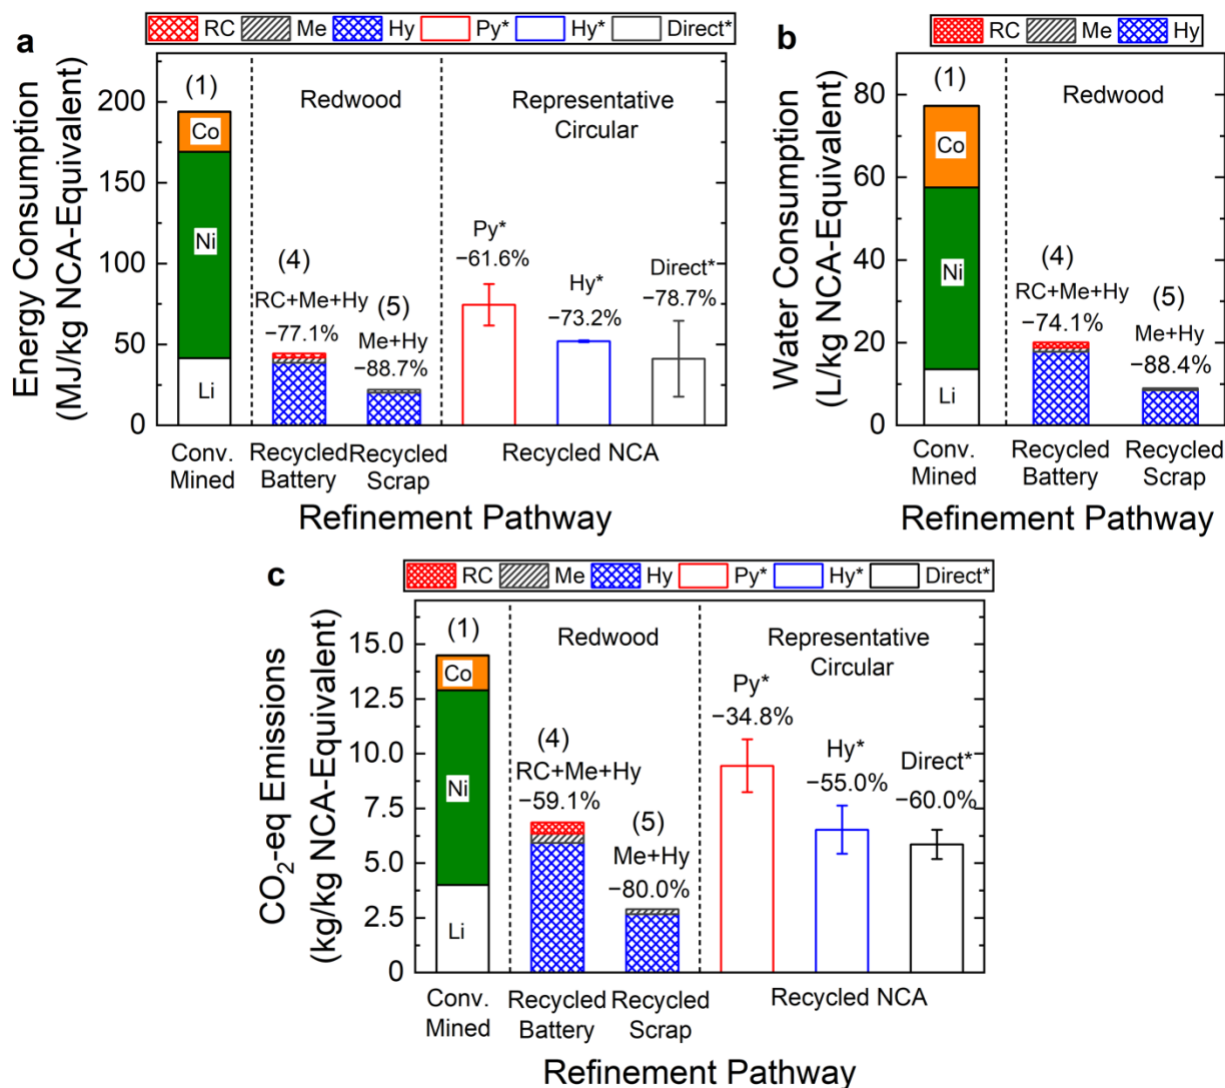 a
RC Me Hy Py* Hy* Direct*
Energy Consumption
(MJ/kg NCA-Equivalent)
200
150
100
50
0
(1)
Co
Ni
Li
Redwood
(4)
RC+Me+Hy
−77.1%
(5)
Me+Hy
−88.7%
Representative
Circular
Py*
−61.6%
Hy*
−73.2%
Direct*
−78.7%
Conv.
Mined
Recycled
Battery
Recycled
Scrap
Recycled NCA
Refinement Pathway
b
RC Me Hy
Water Consumption
(L/kg NCA-Equivalent)
80
60
40
20
0
(1)
Co
Ni
Li
Redwood
(4)
RC+Me+Hy
−74.1%
(5)
Me+Hy
−88.4%
Conv.
Mined
Recycled
Battery
Recycled
Scrap
Refinement Pathway
c
RC Me Hy Py* Hy* Direct*
CO2-eq Emissions
(kg/kg NCA-Equivalent)
15.0
12.5
10.0
7.5
5.0
2.5
0
(1)
Co
Ni
Li
Redwood
(4)
RC+Me+Hy
−59.1%
(5)
Me+Hy
−80.0%
Representative
Circular
Py*
−34.8%
Hy*
−55.0%
Direct*
−60.0%
Conv.
Mined
Recycled
Battery
Recycled
Scrap
Recycled NCA
Refinement Pathway